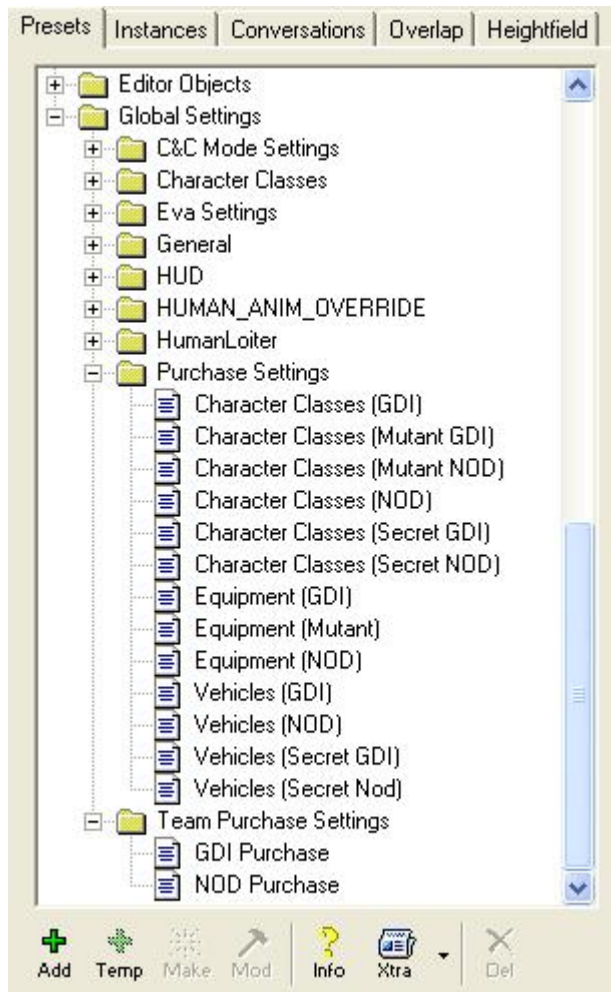 Presets Instances Conversations Overlap Heightfield
Editor Objects
Global Settings
C&C Mode Settings
Character Classes
Eva Settings
General
HUD
HUMAN_ANIM_OVERRIDE
HumanLoiter
Purchase Settings
Character Classes (GDI)
Character Classes (Mutant GDI)
Character Classes (Mutant NOD)
Character Classes (NOD)
Character Classes (Secret GDI)
Character Classes (Secret NOD)
Equipment (GDI)
Equipment (Mutant)
Equipment (NOD)
Vehicles (GDI)
Vehicles (NOD)
Vehicles (Secret GDI)
Vehicles (Secret Nod)
Team Purchase Settings
GDI Purchase
NOD Purchase
Add Temp Make Mod Info Xtra Del